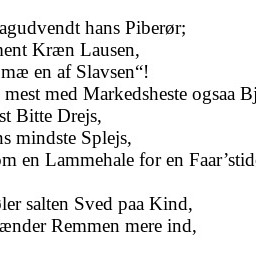 agudvendt hans Piberør;
nent Kræn Lausen,
mæ en af Slavsen“!
mest med Markedsheste ogsaa Bj
st Bitte Drejs,
ns mindste Splejs,
om en Lammehale for en Faar’stid
ler salten Sved paa Kind,
ænder Remmen mere ind,